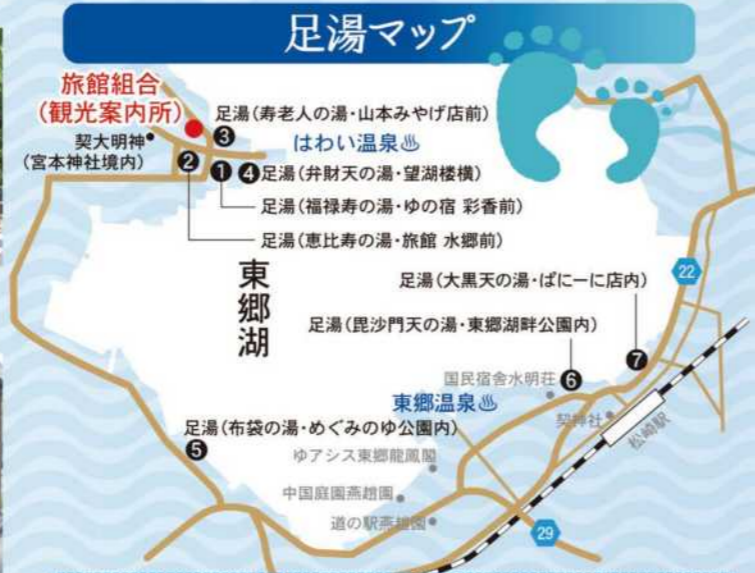 足湯マップ
旅館組合
(観光案内所)
③
足湯(寿老人の湯・山本みやげ店前)
契大明神
(宮本神社境内)
はわい温泉♨
②
①
④
足湯(弁財天の湯・望湖楼横)
足湯(福禄寿の湯・ゆの宿 彩香前)
足湯(恵比寿の湯・旅館 水郷前)
東郷湖
22
足湯(大黒天の湯・ぱにーに店内)
足湯(毘沙門天の湯・東郷湖畔公園内)
⑦
国民宿舎水明荘
⑥
東郷温泉♨
契神社
松崎駅
足湯(布袋の湯・めぐみのゆ公園内)
⑤
ゆアシス東郷龍鳳閣
中国庭園燕趙園
道の駅燕趙園
29